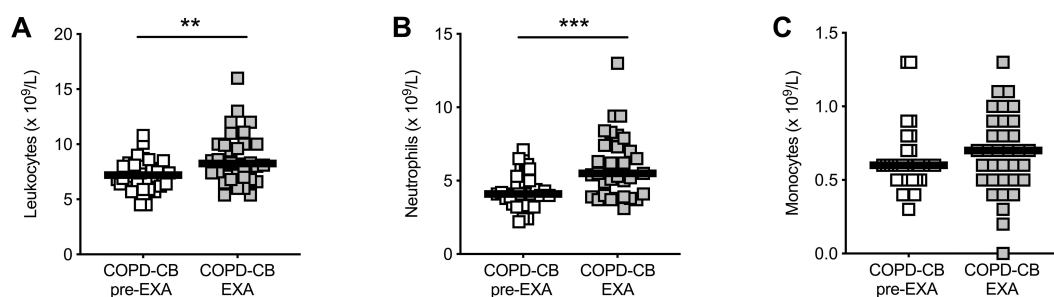 A
Leukocytes (x 10⁹/L)
20
15
10
5
0
**
COPD-CB
pre-EXA
COPD-CB
EXA
B
Neutrophils (x 10⁹/L)
15
10
5
0
***
COPD-CB
pre-EXA
COPD-CB
EXA
C
Monocytes (x 10⁹/L)
1.5
1.0
0.5
0.0
COPD-CB
pre-EXA
COPD-CB
EXA